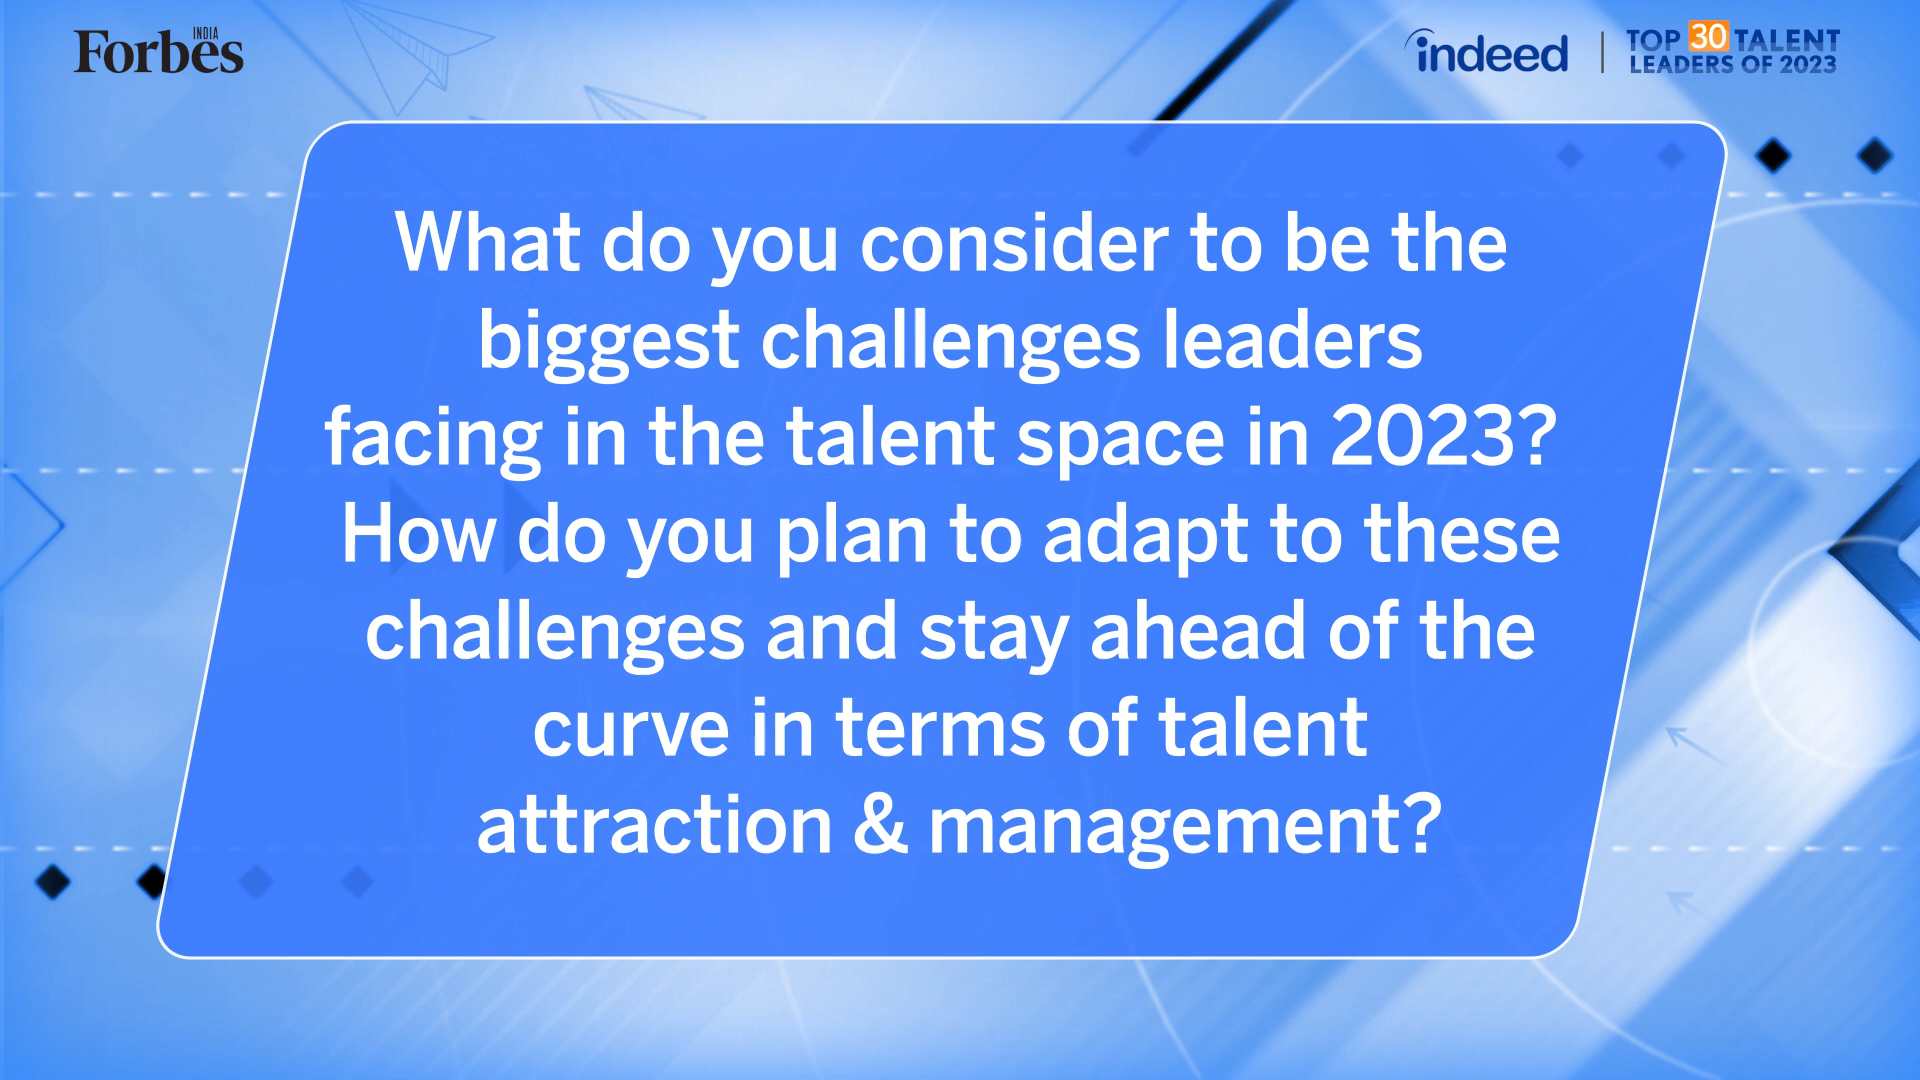 Forbes
INDIA
indeed
TOP 30 TALENT
LEADERS OF 2023
What do you consider to be the
biggest challenges leaders
facing in the talent space in 2023?
How do you plan to adapt to these
challenges and stay ahead of the
curve in terms of talent
attraction & management?